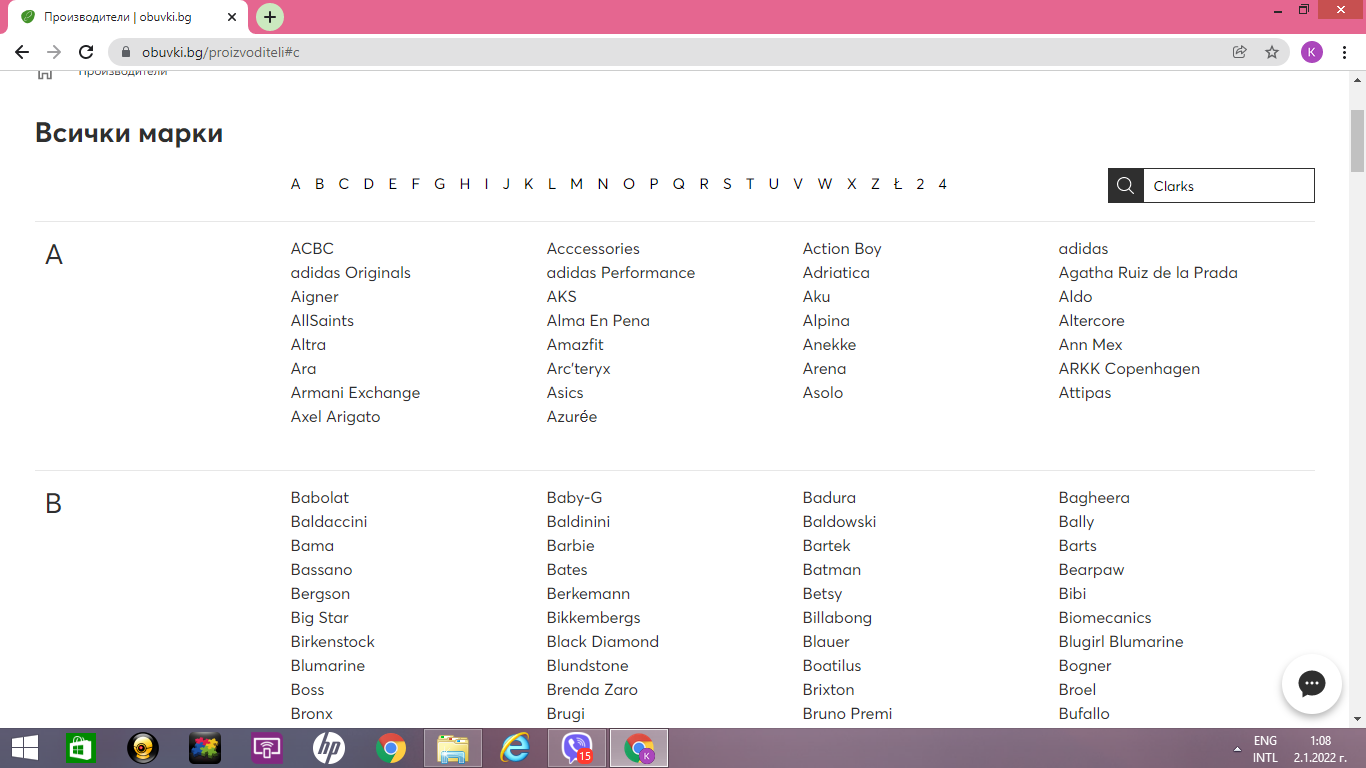 Производители | obuvki.bg
obuvki.bg/proizvoditeli#c
K
Производители
Всички марки
A B C D E F G H I J K L M N O P Q R S T U V W X Z Ł 2 4
Clarks
A
ACBC Acccessories Action Boy adidas
adidas Originals adidas Performance Adriatica Agatha Ruiz de la Prada
Aigner AKS Aku Aldo
AllSaints Alma En Pena Alpina Altercore
Altra Amazfit Anekke Ann Mex
Ara Arc'teryx Arena ARKK Copenhagen
Armani Exchange Asics Asolo Attipas
Axel Arigato Azurée
B
Babolat Baby-G Badura Bagheera
Baldaccini Baldinini Baldowski Bally
Bama Barbie Bartek Barts
Bassano Bates Batman Bearpaw
Bergson Berkemann Betsy Bibi
Big Star Bikkembergs Billabong Biomecanics
Birkenstock Black Diamond Blauer Blugirl Blumarine
Blumarine Blundstone Boatilus Bogner
Boss Brenda Zaro Brixton Broel
Bronx Brugi Bruno Premi Bufallo
hp
15
K
ENG 1:08
INTL 2.1.2022 г.